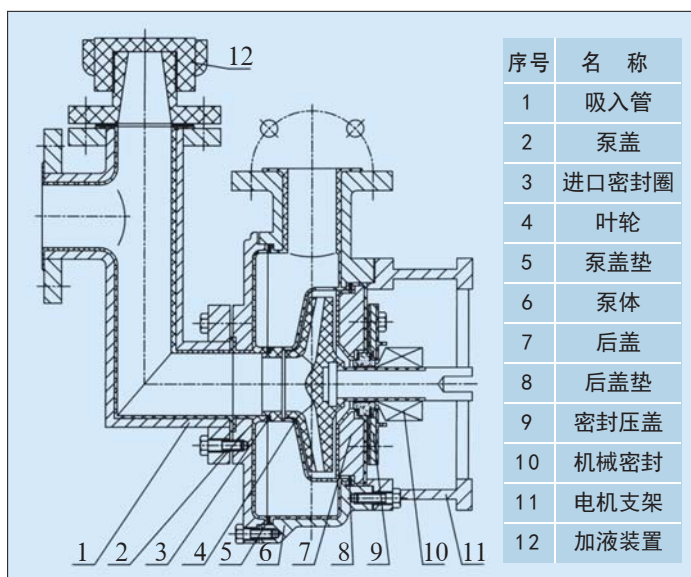 12
1 2 3 4 5 6 7 8 9 10 11
序号 名 称
1 吸入管
2 泵盖
3 进口密封圈
4 叶轮
5 泵盖垫
6 泵体
7 后盖
8 后盖垫
9 密封压盖
10 机械密封
11 电机支架
12 加液装置